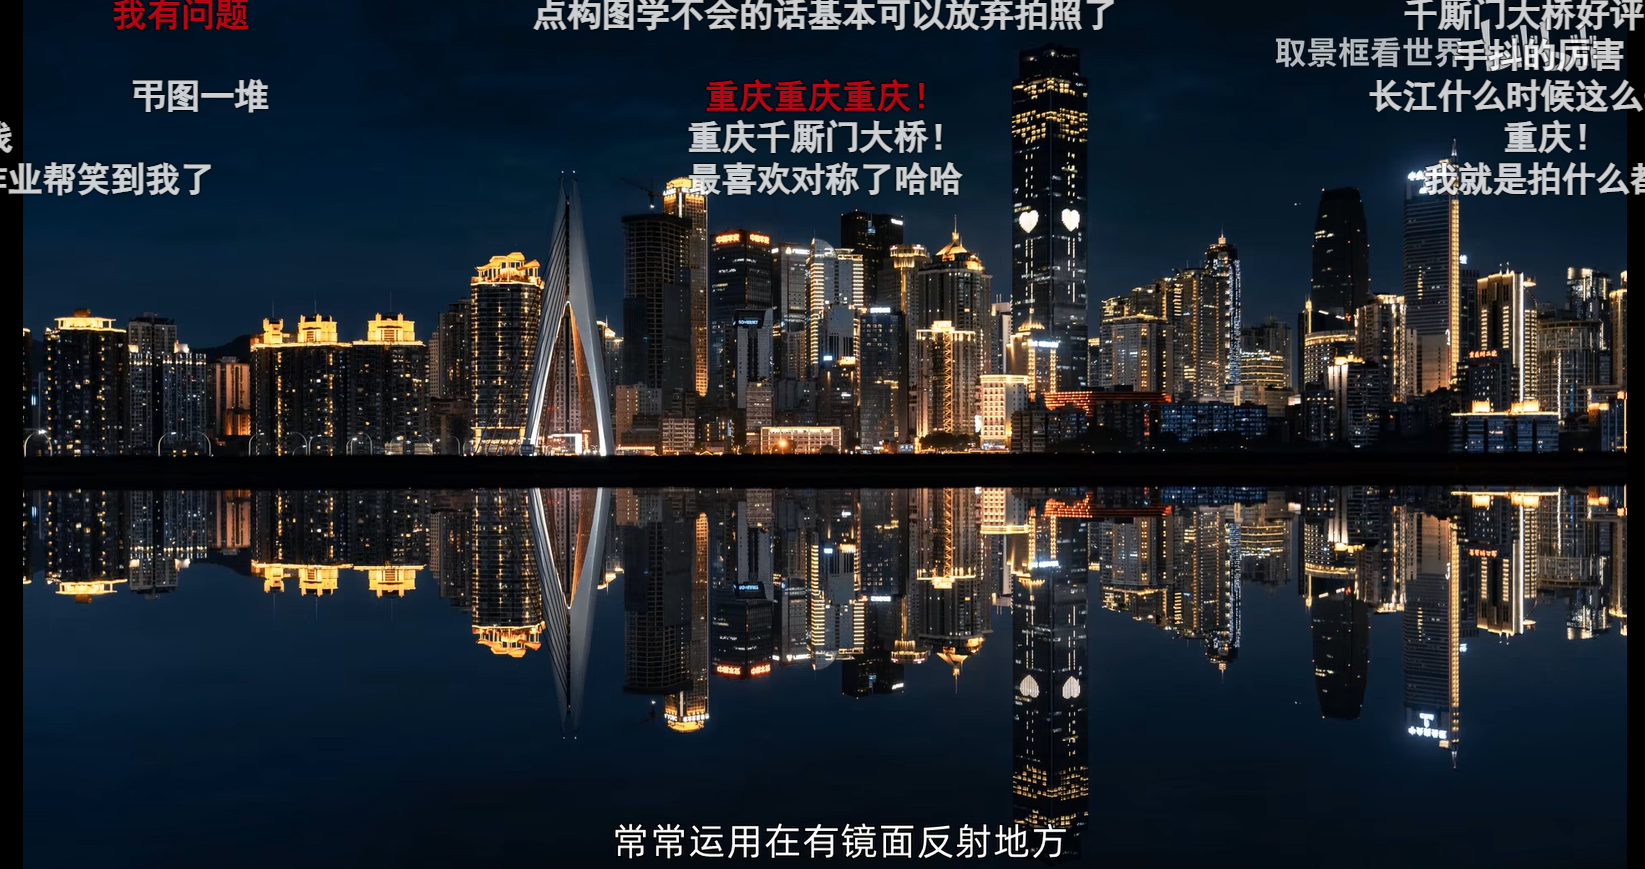 我有问题
点构图学不会的话基本可以放弃拍照了
千厮门大桥好评
取景框看世界
手抖的厉害
弔图一堆
重庆重庆重庆！
长江什么时候这么
重庆千厮门大桥！
重庆！
业帮笑到我了
最喜欢对称了哈哈
我就是拍什么都
常常运用在有镜面反射地方